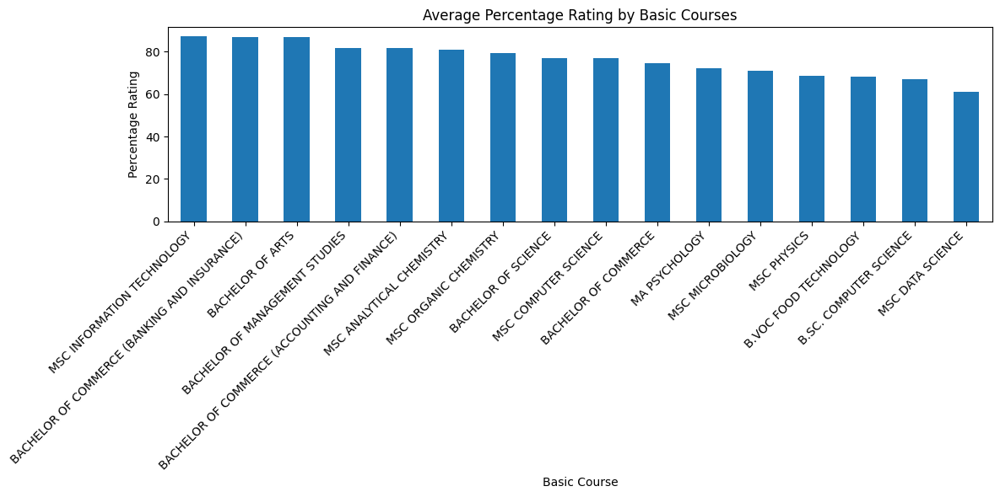 Average Percentage Rating by Basic Courses
Percentage Rating
80
60
40
20
0
MSC INFORMATION TECHNOLOGY
BACHELOR OF COMMERCE (BANKING AND INSURANCE)
BACHELOR OF ARTS
BACHELOR OF MANAGEMENT STUDIES
BACHELOR OF COMMERCE (ACCOUNTING AND FINANCE)
MSC ANALYTICAL CHEMISTRY
MSC ORGANIC CHEMISTRY
BACHELOR OF SCIENCE
MSC COMPUTER SCIENCE
BACHELOR OF COMMERCE
MA PSYCHOLOGY
MSC MICROBIOLOGY
MSC PHYSICS
B.VOC FOOD TECHNOLOGY
B.SC. COMPUTER SCIENCE
MSC DATA SCIENCE
Basic Course